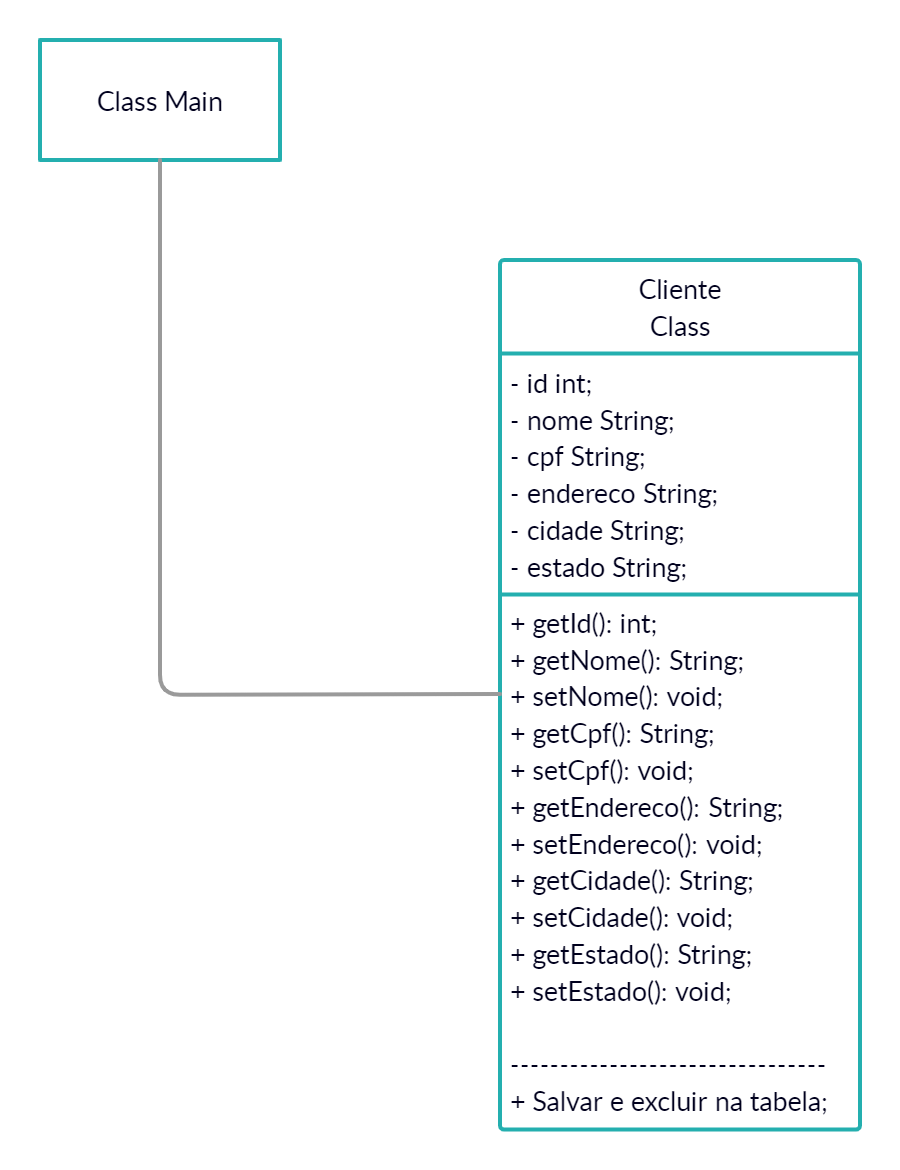 Class Main
Cliente
Class
- id int;
- nome String;
- cpf String;
- endereco String;
- cidade String;
- estado String;
+ getId(): int;
+ getNome(): String;
+ setNome(): void;
+ getCpf(): String;
+ setCpf(): void;
+ getEndereco(): String;
+ setEndereco(): void;
+ getCidade(): String;
+ setCidade(): void;
+ getEstado(): String;
+ setEstado(): void;
--------------------------------
+ Salvar e excluir na tabela;